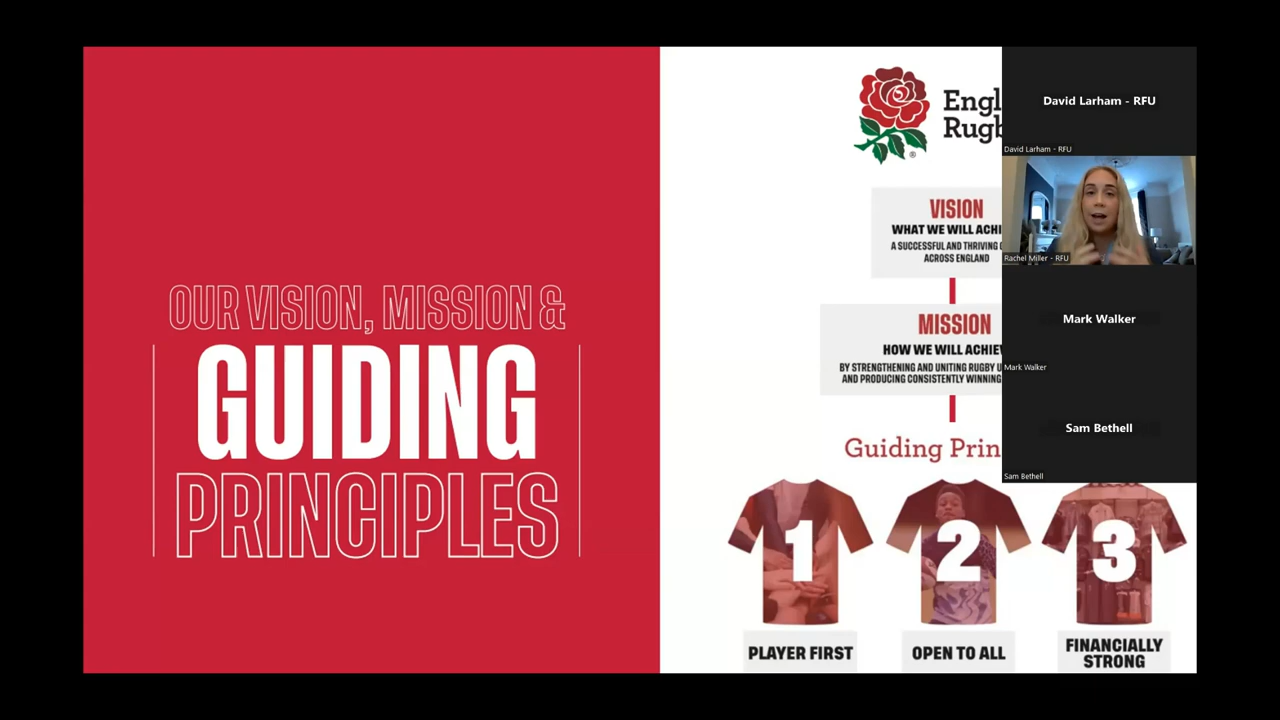 OUR VISION, MISSION &
GUIDING
PRINCIPLES
Engl
Rugb
®
VISION
WHAT WE WILL ACHI
A SUCCESSFUL AND THRIVING
ACROSS ENGLAND
MISSION
HOW WE WILL ACHIEV
BY STRENGTHENING AND UNITING RUGBY U
AND PRODUCING CONSISTENTLY WINNING
Guiding Prin
1
2
3
PLAYER FIRST
OPEN TO ALL
FINANCIALLY
STRONG
David Larham - RFU
David Larham - RFU
Rachel Miller - RFU
Mark Walker
Mark Walker
Sam Bethell
Sam Bethell